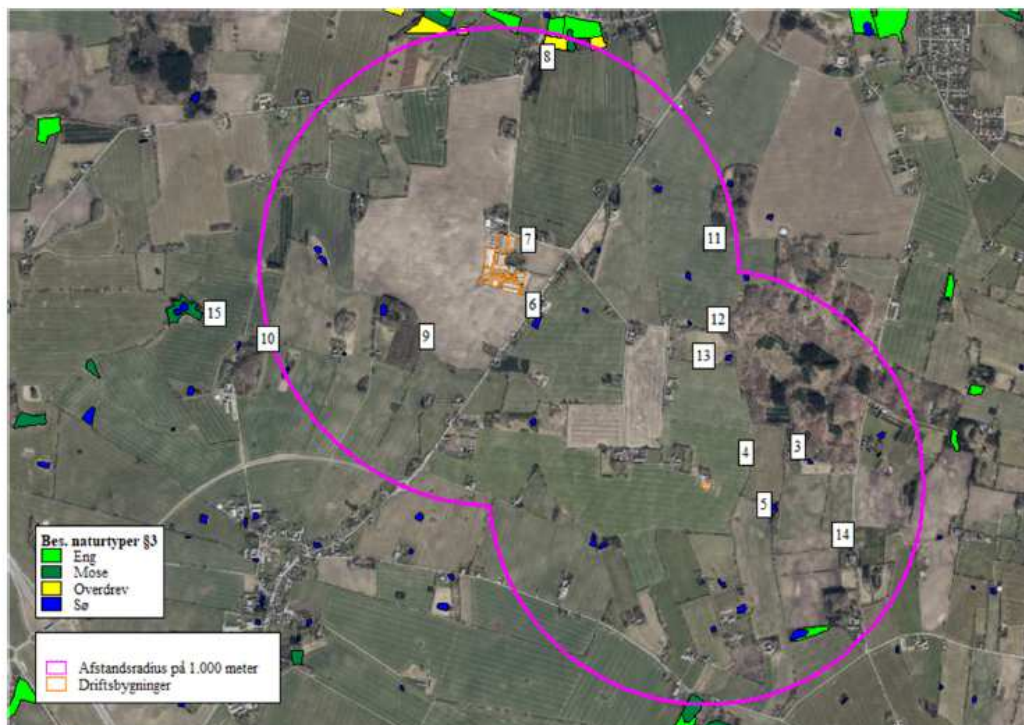 8
11
7
6
15
10
9
12
13
4
3
5
14
Bes. naturtyper §3
Eng
Mose
Overdrev
Sø
Afstandsradius på 1.000 meter
Driftsbygninger